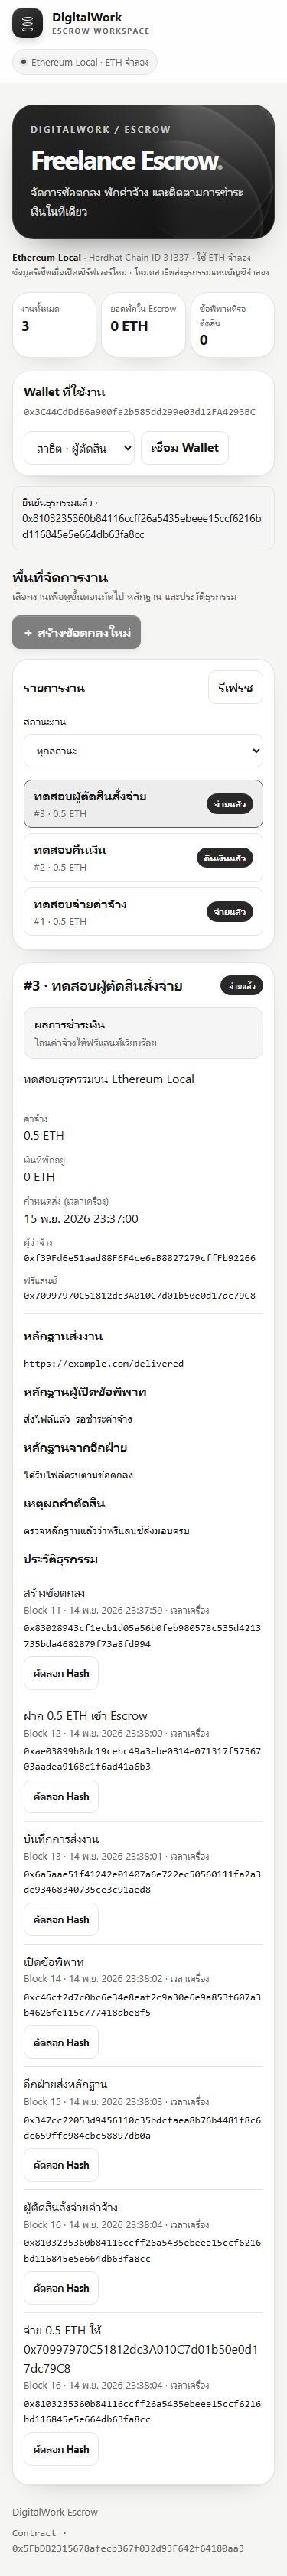 DigitalWork
ESCROW WORKSPACE
Ethereum Local · ETH จำลอง
DIGITALWORK / ESCROW
Freelance Escrow.
จัดการข้อตกลง พักค่าจ้าง และติดตามการชำระ
เงินในที่เดียว
Ethereum Local · Hardhat Chain ID 31337 · ใช้ ETH จำลอง
ข้อมูลรีเซ็ตเมื่อเปิดเซิร์ฟเวอร์ใหม่ · โหมดสาธิตส่งธุรกรรมแทนบัญชีจำลอง
งานทั้งหมด
3
ยอดพักใน Escrow
0 ETH
ข้อพิพาทที่รอ
ตัดสิน
0
Wallet ที่ใช้งาน
0x3C44CdDdB6a900fa2b585dd299e03d12FA4293BC
สาธิต · ผู้ตัดสิน
เชื่อม Wallet
ยืนยันธุรกรรมแล้ว ·
0x8103235360b84116ccff26a5435ebeee15ccf6216b
d116845e5e664db63fa8cc
พื้นที่จัดการงาน
เลือกงานเพื่อดูขั้นตอนถัดไป หลักฐาน และประวัติธุรกรรม
+ สร้างข้อตกลงใหม่
รายการงาน
รีเฟรช
สถานะงาน
ทุกสถานะ
ทดสอบผู้ตัดสินสั่งจ่าย
#3 · 0.5 ETH
จ่ายแล้ว
ทดสอบคืนเงิน
#2 · 0.5 ETH
คืนเงินแล้ว
ทดสอบจ่ายค่าจ้าง
#1 · 0.5 ETH
จ่ายแล้ว
#3 · ทดสอบผู้ตัดสินสั่งจ่าย
จ่ายแล้ว
ผลการชำระเงิน
โอนค่าจ้างให้ฟรีแลนซ์เรียบร้อย
ทดสอบธุรกรรมบน Ethereum Local
ค่าจ้าง
0.5 ETH
เงินที่พักอยู่
0 ETH
กำหนดส่ง (เวลาเครื่อง)
15 พ.ย. 2026 23:37:00
ผู้ว่าจ้าง
0xf39Fd6e51aad88F6F4ce6aB8827279cffFb92266
ฟรีแลนซ์
0x70997970C51812dc3A010C7d01b50e0d17dc79C8
หลักฐานส่งงาน
https://example.com/delivered
หลักฐานผู้เปิดข้อพิพาท
ส่งไฟล์แล้ว รอชำระค่าจ้าง
หลักฐานจากอีกฝ่าย
ได้รับไฟล์ครบตามข้อตกลง
เหตุผลคำตัดสิน
ตรวจหลักฐานแล้วว่าฟรีแลนซ์ส่งมอบครบ
ประวัติธุรกรรม
สร้างข้อตกลง
Block 11 · 14 พ.ย. 2026 23:37:59 · เวลาเครื่อง
0x83028943cf1ecb1d05a56b0feb980578c535d4213
735bda4682879f73a8fd994
คัดลอก Hash
ฝาก 0.5 ETH เข้า Escrow
Block 12 · 14 พ.ย. 2026 23:38:00 · เวลาเครื่อง
0xae03899b8dc19cebc49a3ebe0314e071317f57567
03aadea9168c1f6ad41a6b3
คัดลอก Hash
บันทึกการส่งงาน
Block 13 · 14 พ.ย. 2026 23:38:01 · เวลาเครื่อง
0x6a5aae51f41242e01407a6e722ec50560111fa2a3
de93468340735ce3c91aed8
คัดลอก Hash
เปิดข้อพิพาท
Block 14 · 14 พ.ย. 2026 23:38:02 · เวลาเครื่อง
0xc46cf2d7c0bc6e34e8eaf2c9a30e6e9a853f607a3
b4626fe115c777418dbe8f5
คัดลอก Hash
อีกฝ่ายส่งหลักฐาน
Block 15 · 14 พ.ย. 2026 23:38:03 · เวลาเครื่อง
0x347cc22053d9456110c35bdcfaea8b76b4481f8c6
dc659ffc984cbc58897db0a
คัดลอก Hash
ผู้ตัดสินสั่งจ่ายค่าจ้าง
Block 16 · 14 พ.ย. 2026 23:38:04 · เวลาเครื่อง
0x8103235360b84116ccff26a5435ebeee15ccf6216
bd116845e5e664db63fa8cc
คัดลอก Hash
จ่าย 0.5 ETH ให้
0x70997970C51812dc3A010C7d01b50e0d1
7dc79C8
Block 16 · 14 พ.ย. 2026 23:38:04 · เวลาเครื่อง
0x8103235360b84116ccff26a5435ebeee15ccf6216
bd116845e5e664db63fa8cc
คัดลอก Hash
DigitalWork Escrow
Contract ·
0x5FbDB2315678afecb367f032d93F642f64180aa3